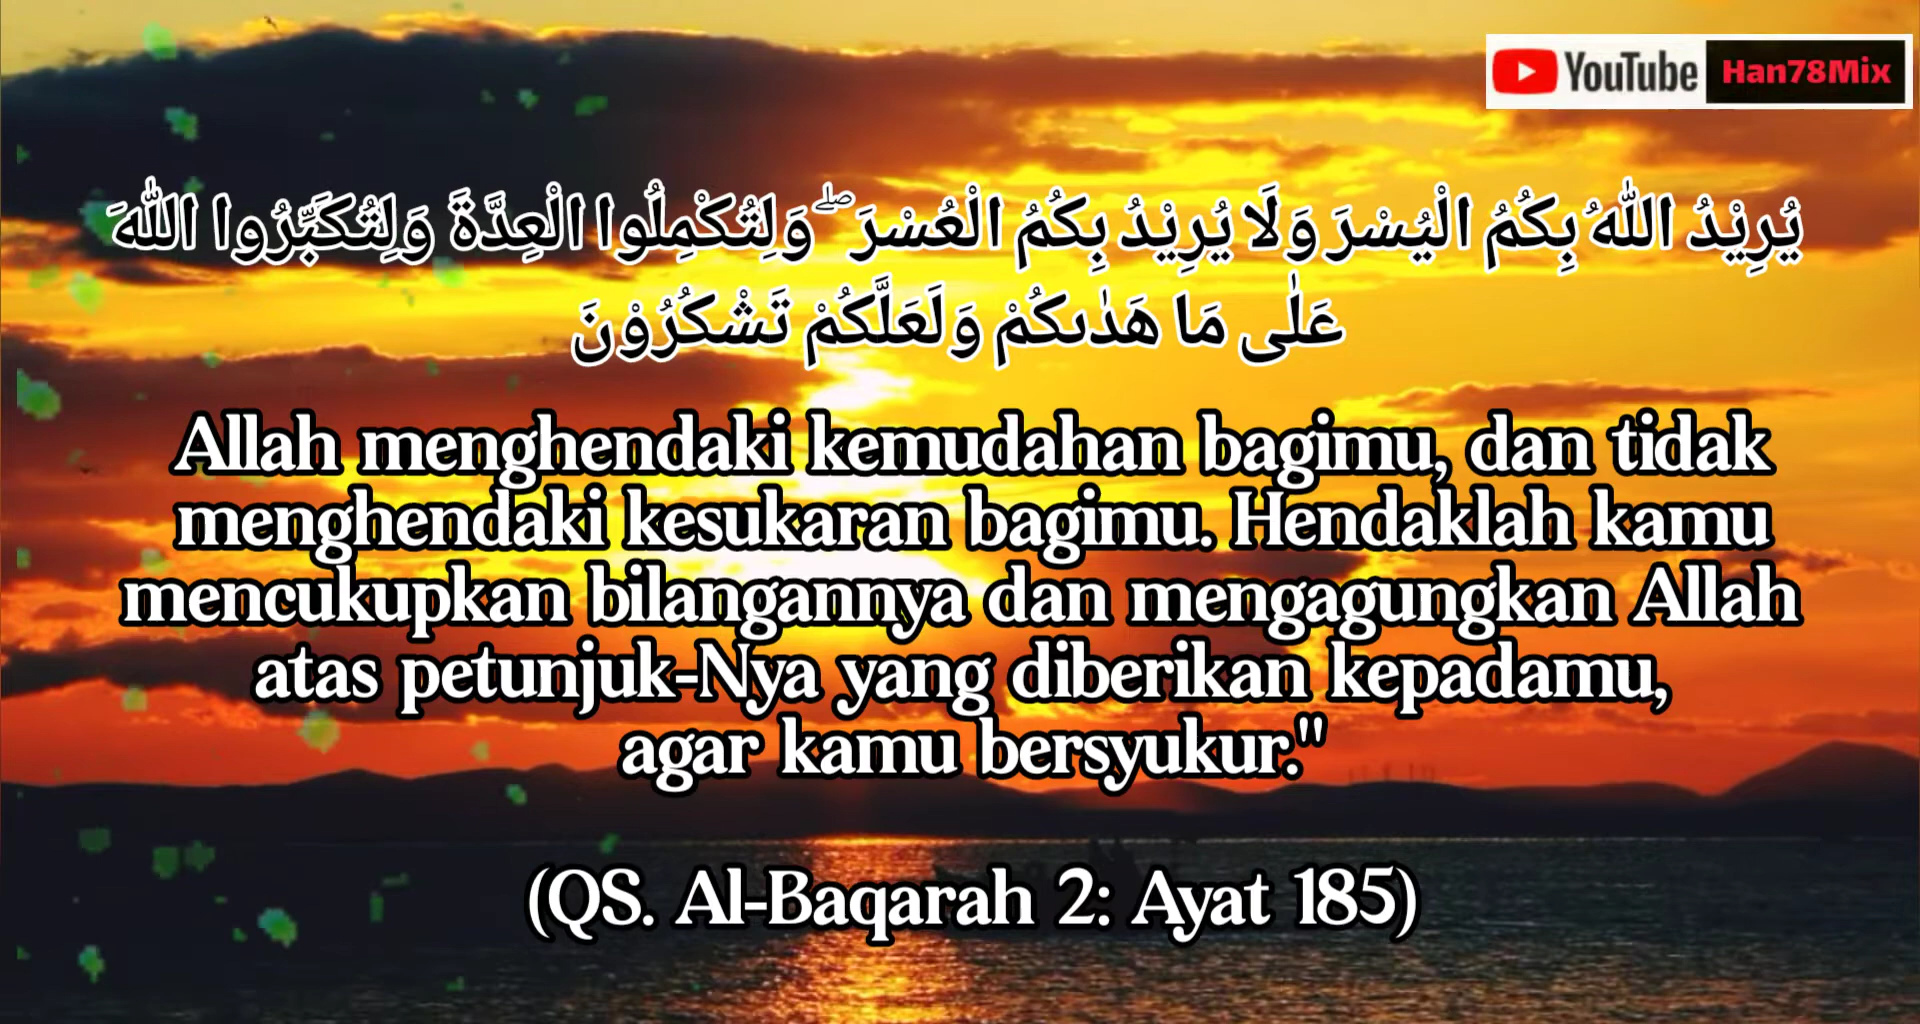 YouTube Han78Mix
يُرِيْدُ اللّٰهُ بِكُمُ الْيُسْرَ وَلَا يُرِيْدُ بِكُمُ الْعُسْرَ ۖ وَلِتُكْمِلُوا الْعِدَّةَ وَلِتُكَبِّرُوا اللّٰهَ
عَلٰى مَا هَدٰىكُمْ وَلَعَلَّكُمْ تَشْكُرُوْنَ
Allah menghendaki kemudahan bagimu, dan tidak
menghendaki kesukaran bagimu. Hendaklah kamu
mencukupkan bilangannya dan mengagungkan Allah
atas petunjuk-Nya yang diberikan kepadamu,
agar kamu bersyukur."
(QS. Al-Baqarah 2: Ayat 185)